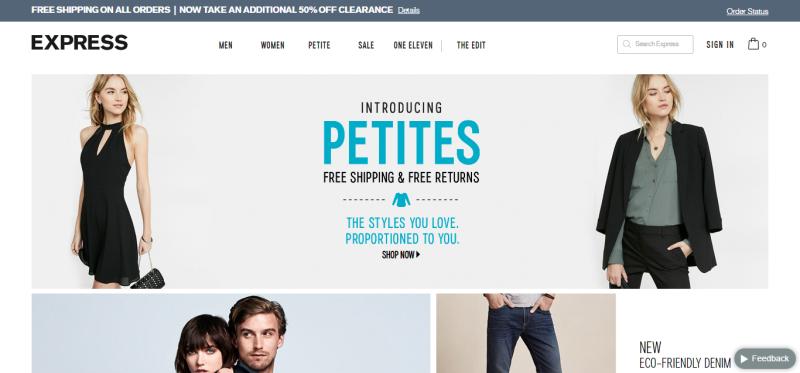 FREE SHIPPING ON ALL ORDERS | NOW TAKE AN ADDITIONAL 50% OFF CLEARANCE Details
Order Status
EXPRESS
MEN WOMEN PETITE SALE ONE ELEVEN THE EDIT
Search Express
SIGN IN
0
INTRODUCING
PETITES
FREE SHIPPING & FREE RETURNS
THE STYLES YOU LOVE.
PROPORTIONED TO YOU.
SHOP NOW
NEW
ECO-FRIENDLY DENIM
Feedback